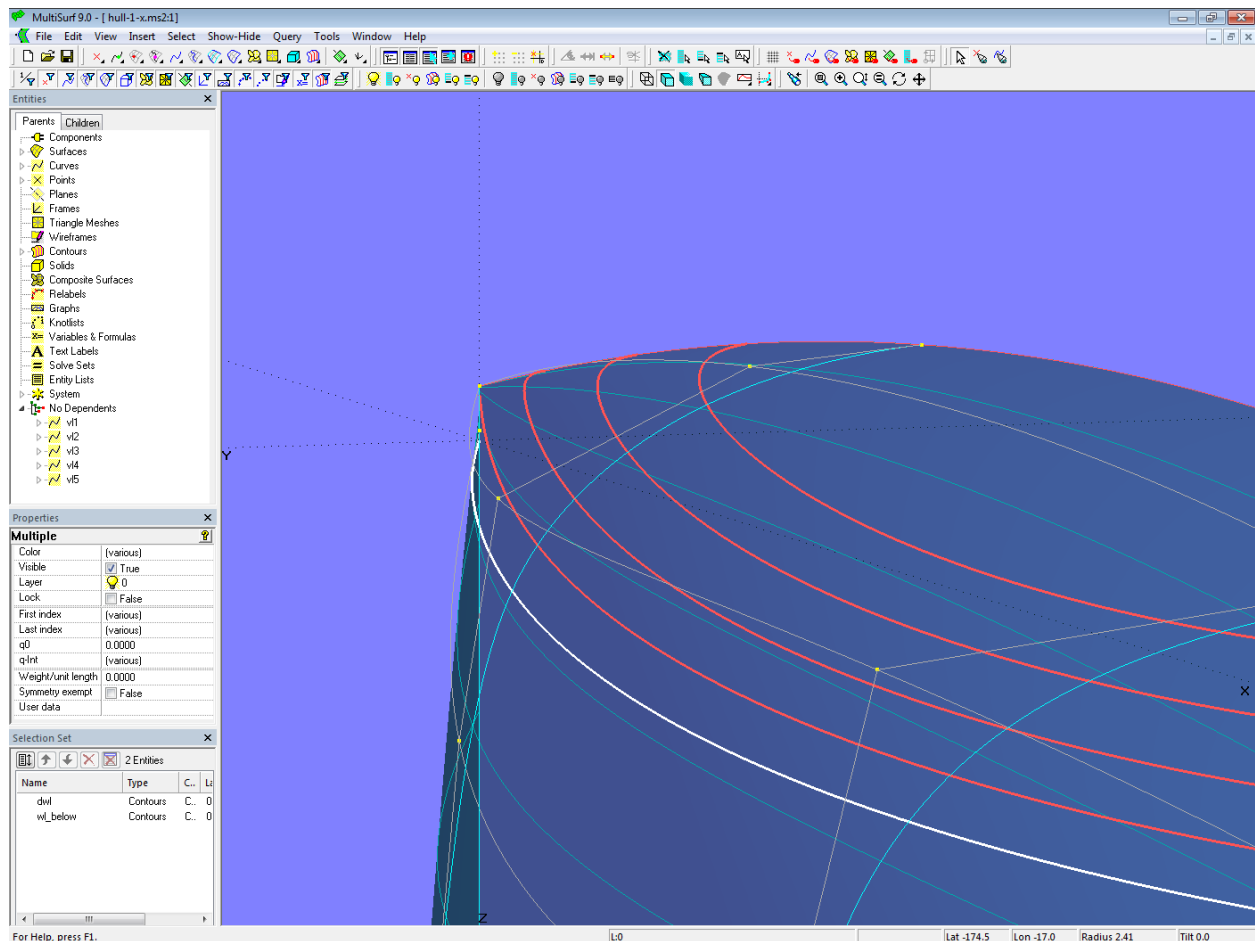 MultiSurf 9.0 - [ hull-1-x.ms2:1]
File Edit View Insert Select Show-Hide Query Tools Window Help
Entities
Parents Children
Components
Surfaces
Curves
Points
Planes
Frames
Triangle Meshes
Wireframes
Contours
Solids
Composite Surfaces
Relabels
Graphs
Knotlists
Variables & Formulas
Text Labels
Solve Sets
Entity Lists
System
No Dependents
vl1
vl2
vl3
vl4
vl5
Properties
Multiple
Color (various)
Visible True
Layer 0
Lock False
First index (various)
Last index (various)
q0 0.0000
q-Int (various)
Weight/unit length 0.0000
Symmetry exempt False
User data
Selection Set
2 Entities
Name Type C.. La
dwl Contours C.. 0
wl_below Contours C.. 0
Y
X
Z
For Help, press F1. L:0 Lat -174.5 Lon -17.0 Radius 2.41 Tilt 0.0